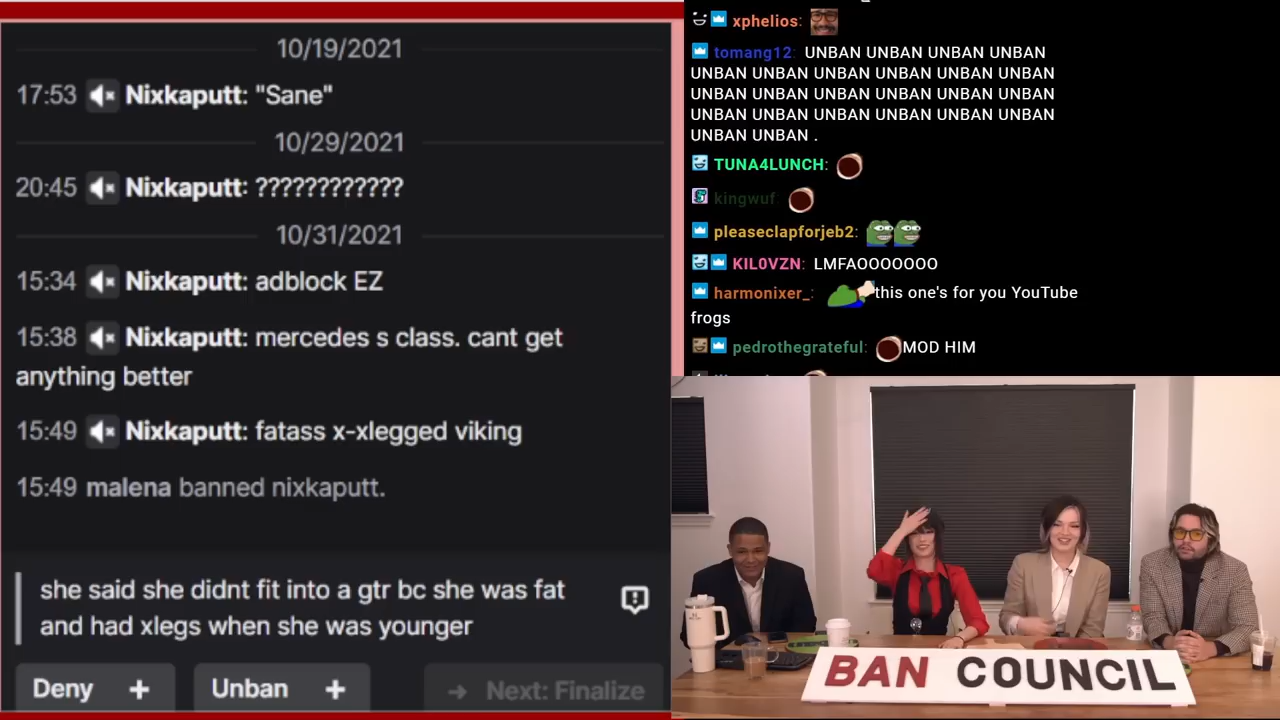 10/19/2021
17:53 Nixkaputt: "Sane"
10/29/2021
20:45 Nixkaputt: ????????????
10/31/2021
15:34 Nixkaputt: adblock EZ
15:38 Nixkaputt: mercedes s class. cant get
anything better
15:49 Nixkaputt: fatass x-xlegged viking
15:49 malena banned nixkaputt.
she said she didnt fit into a gtr bc she was fat
and had xlegs when she was younger
Deny +
Unban +
→ Next: Finalize
xphelios:
tomang12: UNBAN UNBAN UNBAN UNBAN
UNBAN UNBAN UNBAN UNBAN UNBAN UNBAN
UNBAN UNBAN UNBAN UNBAN UNBAN UNBAN
UNBAN UNBAN UNBAN UNBAN UNBAN UNBAN
UNBAN UNBAN .
TUNA4LUNCH:
kingwuf:
pleaseclapforjeb2:
KIL0VZN: LMFAOOOOOOO
harmonixer_: this one's for you YouTube
frogs
pedrothegrateful: MOD HIM
BAN COUNCIL